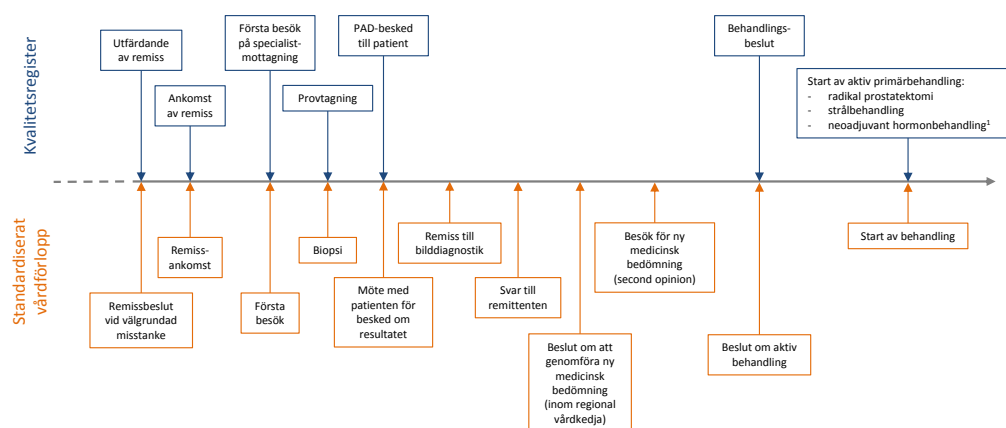 Kvalitetsregister
Utfärdande
av remiss
Ankomst
av remiss
Första besök
på specialist-
mottagning
Provtagning
PAD-besked
till patient
Behandlings-
beslut
Start av aktiv primärbehandling:
- radikal prostatektomi
- strålbehandling
- neoadjuvant hormonbehandling¹
Standardiserat
vårdförlopp
Remissbeslut
vid välgrundad
misstanke
Remiss-
ankomst
Första
besök
Biopsi
Möte med
patienten för
besked om
resultatet
Remiss till
bilddiagnostik
Svar till
remittenten
Beslut om att
genomföra ny
medicinsk
bedömning
(inom regional
vårdkedja)
Besök för ny
medicinsk
bedömning
(second opinion)
Beslut om aktiv
behandling
Start av behandling